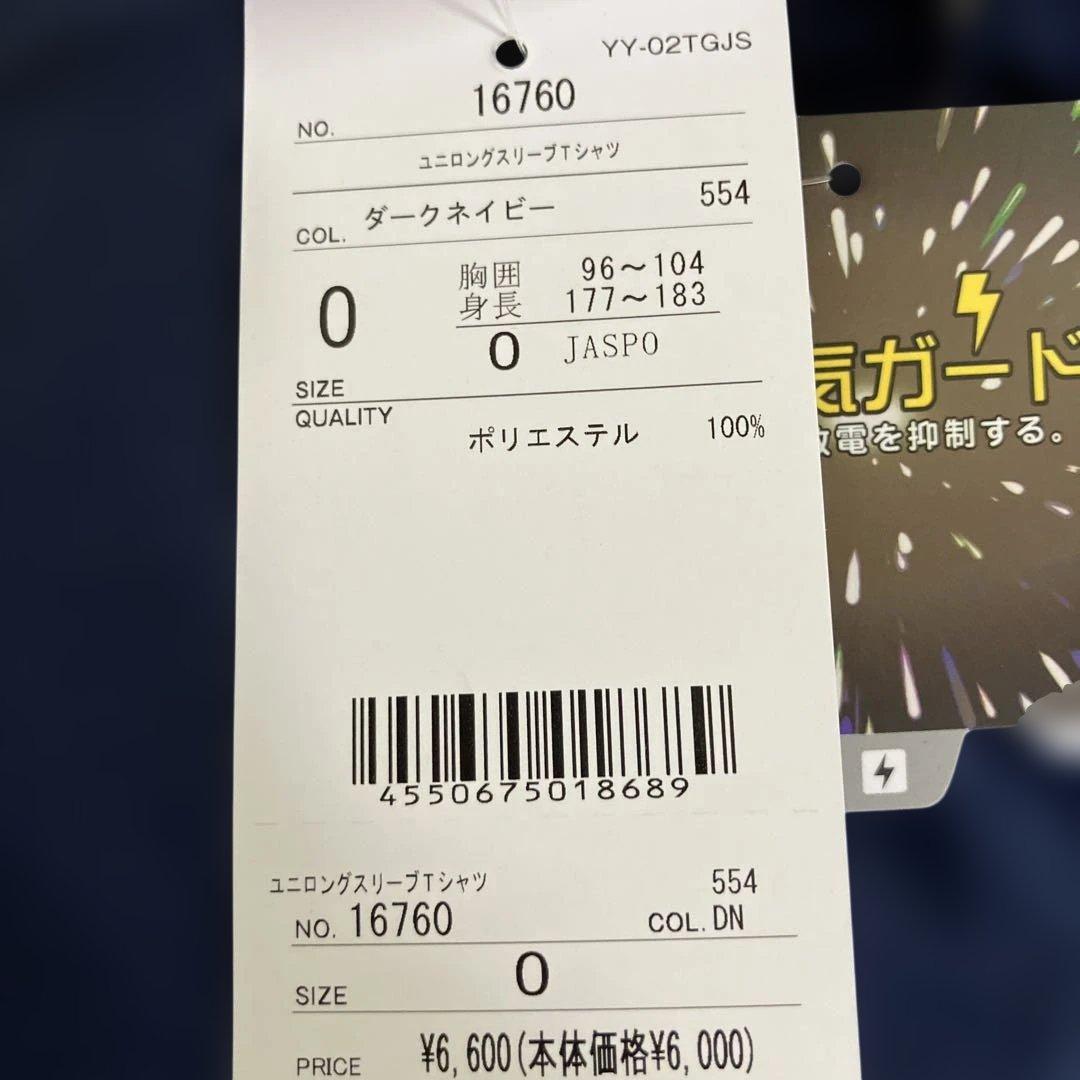 YY-02TGJS
NO. 16760
ユニロングスリーブTシャツ
COL. ダークネイビー 554
0
胸囲 96～104
身長 177～183
O JASPO
SIZE
QUALITY
ポリエステル 100%
4550675018689
ユニロングスリーブTシャツ 554
NO. 16760 COL. DN
SIZE O
PRICE ¥6,600(本体価格¥6,000)
気ガード
電を抑制する。